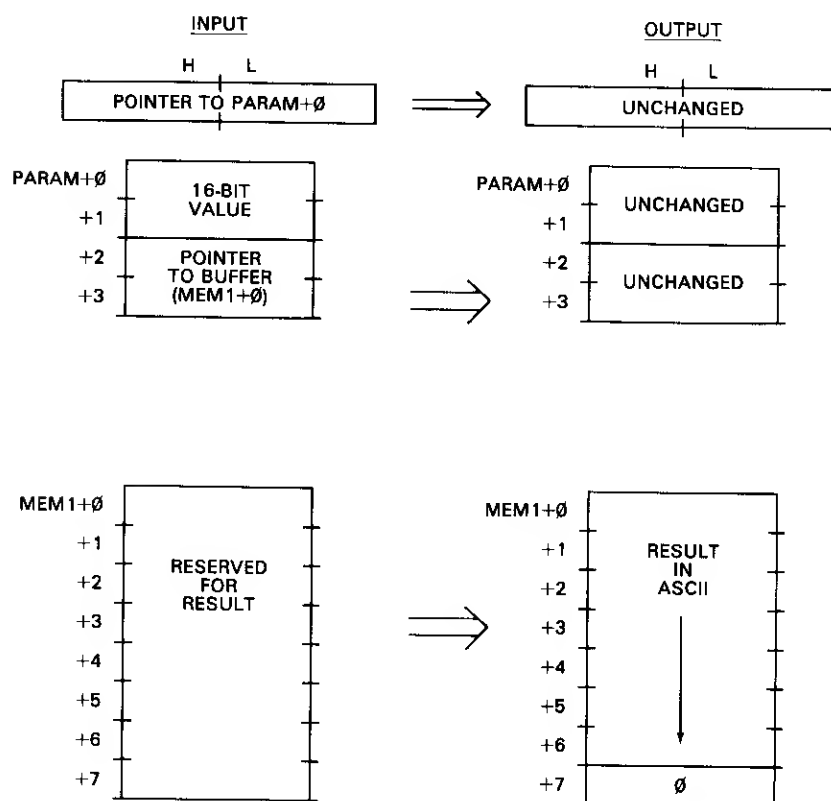 INPUT
H L
POINTER TO PARAM+Ø
PARAM+Ø
+1
+2
+3
16-BIT
VALUE
POINTER
TO BUFFER
(MEM1+Ø)
MEM1+Ø
+1
+2
+3
+4
+5
+6
+7
RESERVED
FOR
RESULT
OUTPUT
H L
UNCHANGED
PARAM+Ø
+1
+2
+3
UNCHANGED
UNCHANGED
MEM1+Ø
+1
+2
+3
+4
+5
+6
+7
RESULT
IN
ASCII
Ø